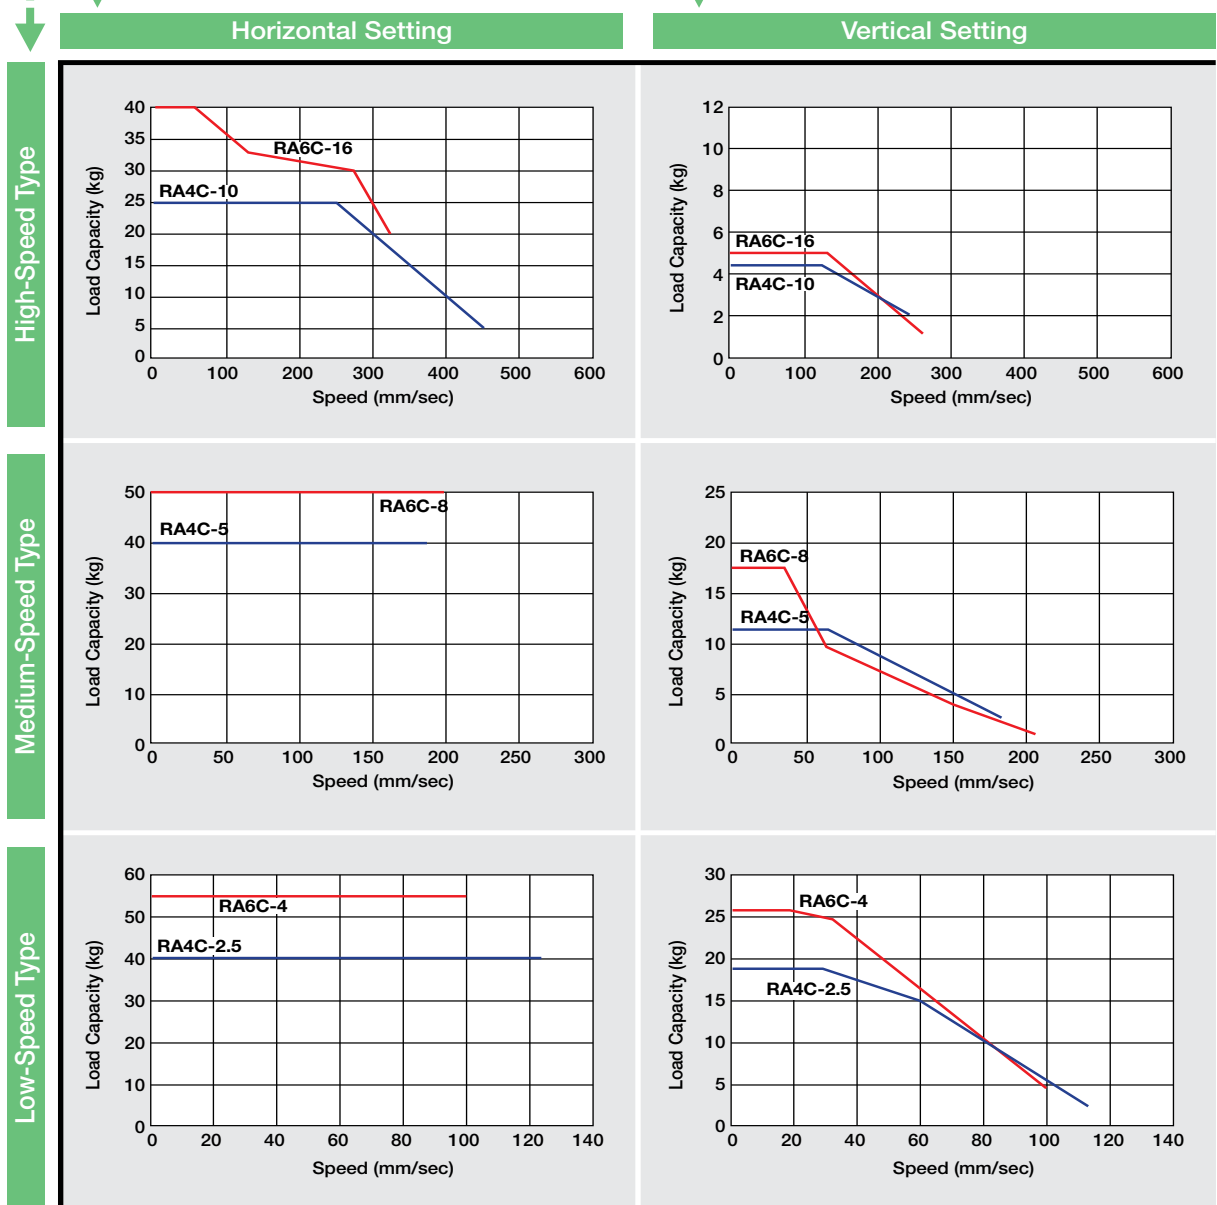 Horizontal Setting
Vertical Setting
High-Speed Type
40
35
30
25
20
15
10
5
0
Load Capacity (kg)
RA6C-16
RA4C-10
0 100 200 300 400 500 600
Speed (mm/sec)
12
10
8
6
4
2
0
Load Capacity (kg)
RA6C-16
RA4C-10
0 100 200 300 400 500 600
Speed (mm/sec)
Medium-Speed Type
50
40
30
20
10
0
Load Capacity (kg)
RA6C-8
RA4C-5
0 50 100 150 200 250 300
Speed (mm/sec)
25
20
15
10
5
0
Load Capacity (kg)
RA6C-8
RA4C-5
0 50 100 150 200 250 300
Speed (mm/sec)
Low-Speed Type
60
50
40
30
20
10
0
Load Capacity (kg)
RA6C-4
RA4C-2.5
0 20 40 60 80 100 120 140
Speed (mm/sec)
30
25
20
15
10
5
0
Load Capacity (kg)
RA6C-4
RA4C-2.5
0 20 40 60 80 100 120 140
Speed (mm/sec)